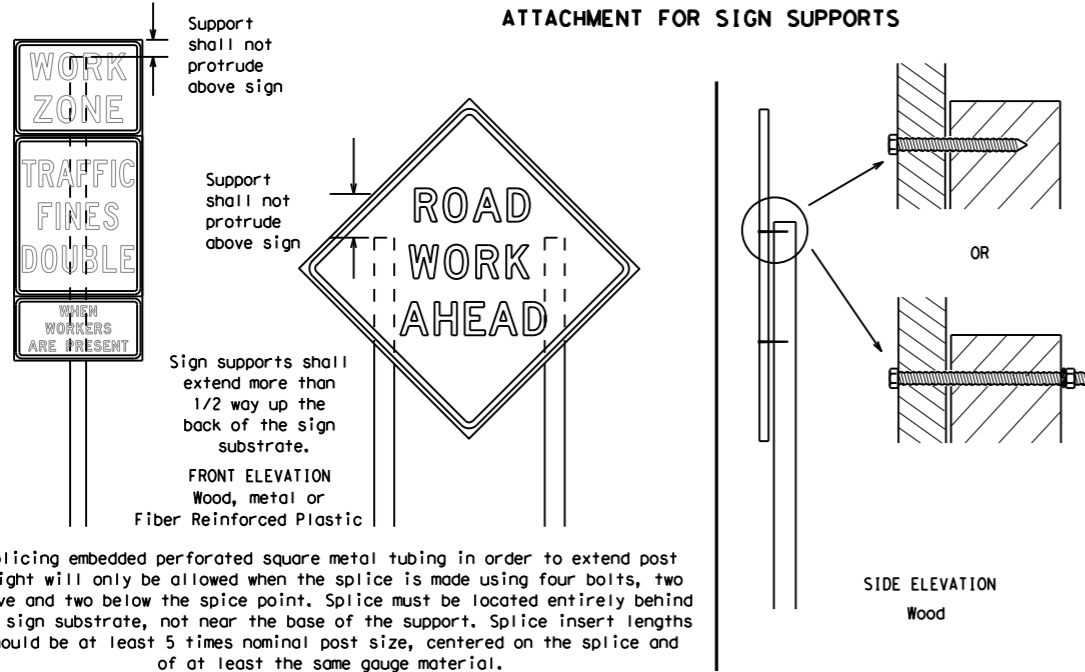 ATTACHMENT FOR SIGN SUPPORTS
Support
shall not
protrude
above sign
WORK
ZONE
TRAFFIC
FINES
DOUBLE
WHEN
WORKERS
ARE PRESENT
Support
shall not
protrude
above sign
ROAD
WORK
AHEAD
Sign supports shall
extend more than
1/2 way up the
back of the sign
substrate.
FRONT ELEVATION
Wood, metal or
Fiber Reinforced Plastic
OR
SIDE ELEVATION
Wood
plicing embedded perforated square metal tubing in order to extend post
ight will only be allowed when the splice is made using four bolts, two
ve and two below the spice point. Splice must be located entirely behind
sign substrate, not near the base of the support. Splice insert lengths
ould be at least 5 times nominal post size, centered on the splice and
of at least the same gauge material.